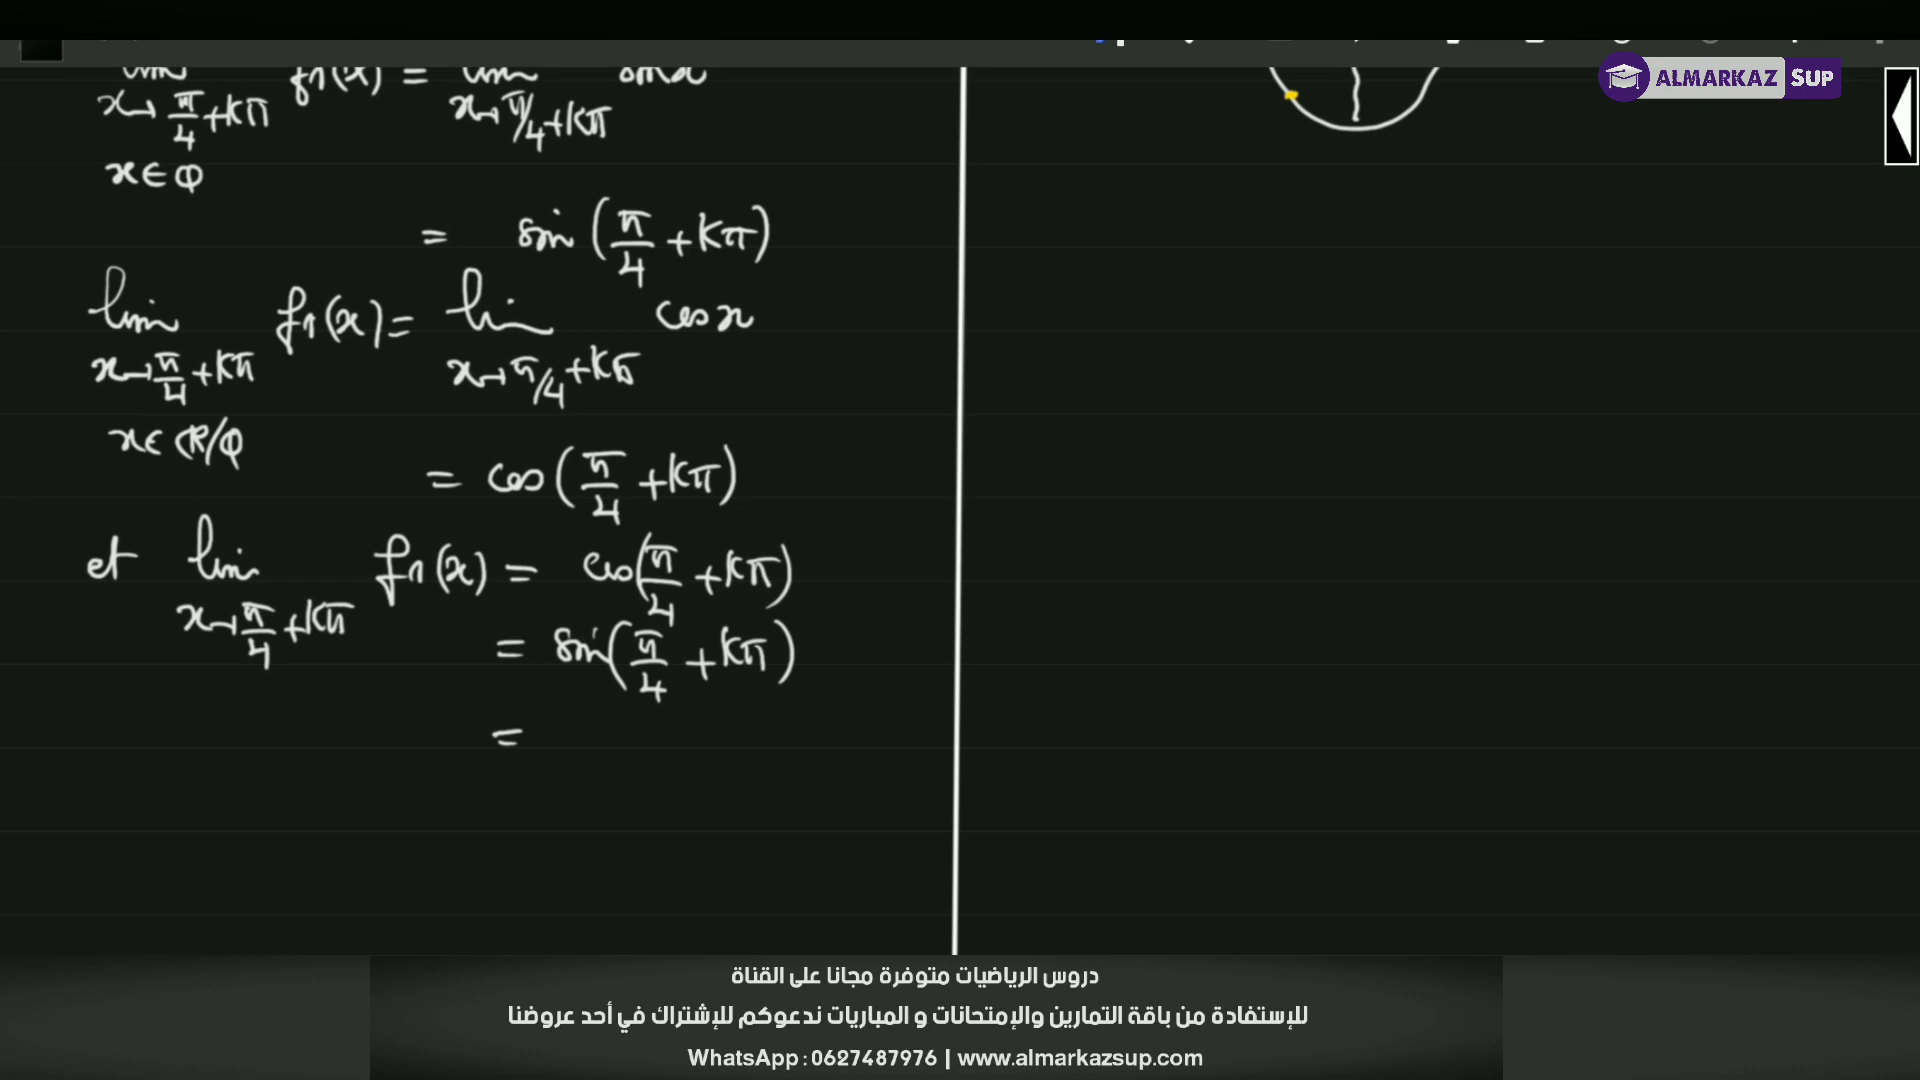 lim f₁(x) = lim sinx
x→π/4+kπ x→π/4+kπ
x∈Q
= sin(π/4+kπ)
lim f₁(x) = lim cosx
x→π/4+kπ x→π/4+kπ
x∈R/Q
= cos(π/4+kπ)
et lim f₁(x) = cos(π/4+kπ)
x→π/4+kπ
= sin(π/4+kπ)
=
ALMARKAZ SUP
دروس الرياضيات متوفرة مجانا على القناة
للإستفادة من باقة التمارين والإمتحانات و المباريات ندعوكم للإشتراك في أحد عروضنا
WhatsApp : 0627487976 | www.almarkazsup.com